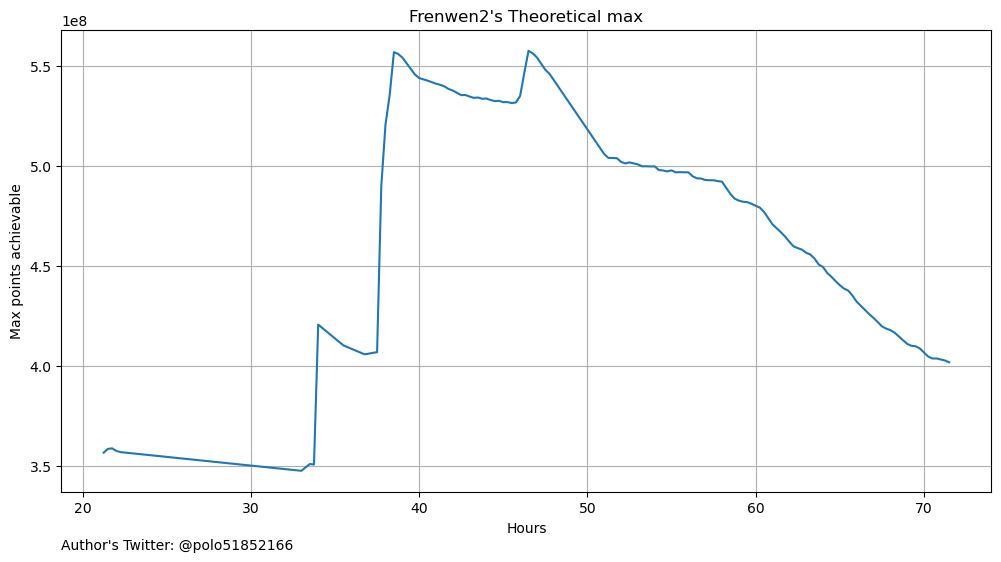 Frenwen2's Theoretical max
1e8
5.5
5.0
4.5
4.0
3.5
Max points achievable
20 30 40 50 60 70
Hours
Author's Twitter: @polo51852166